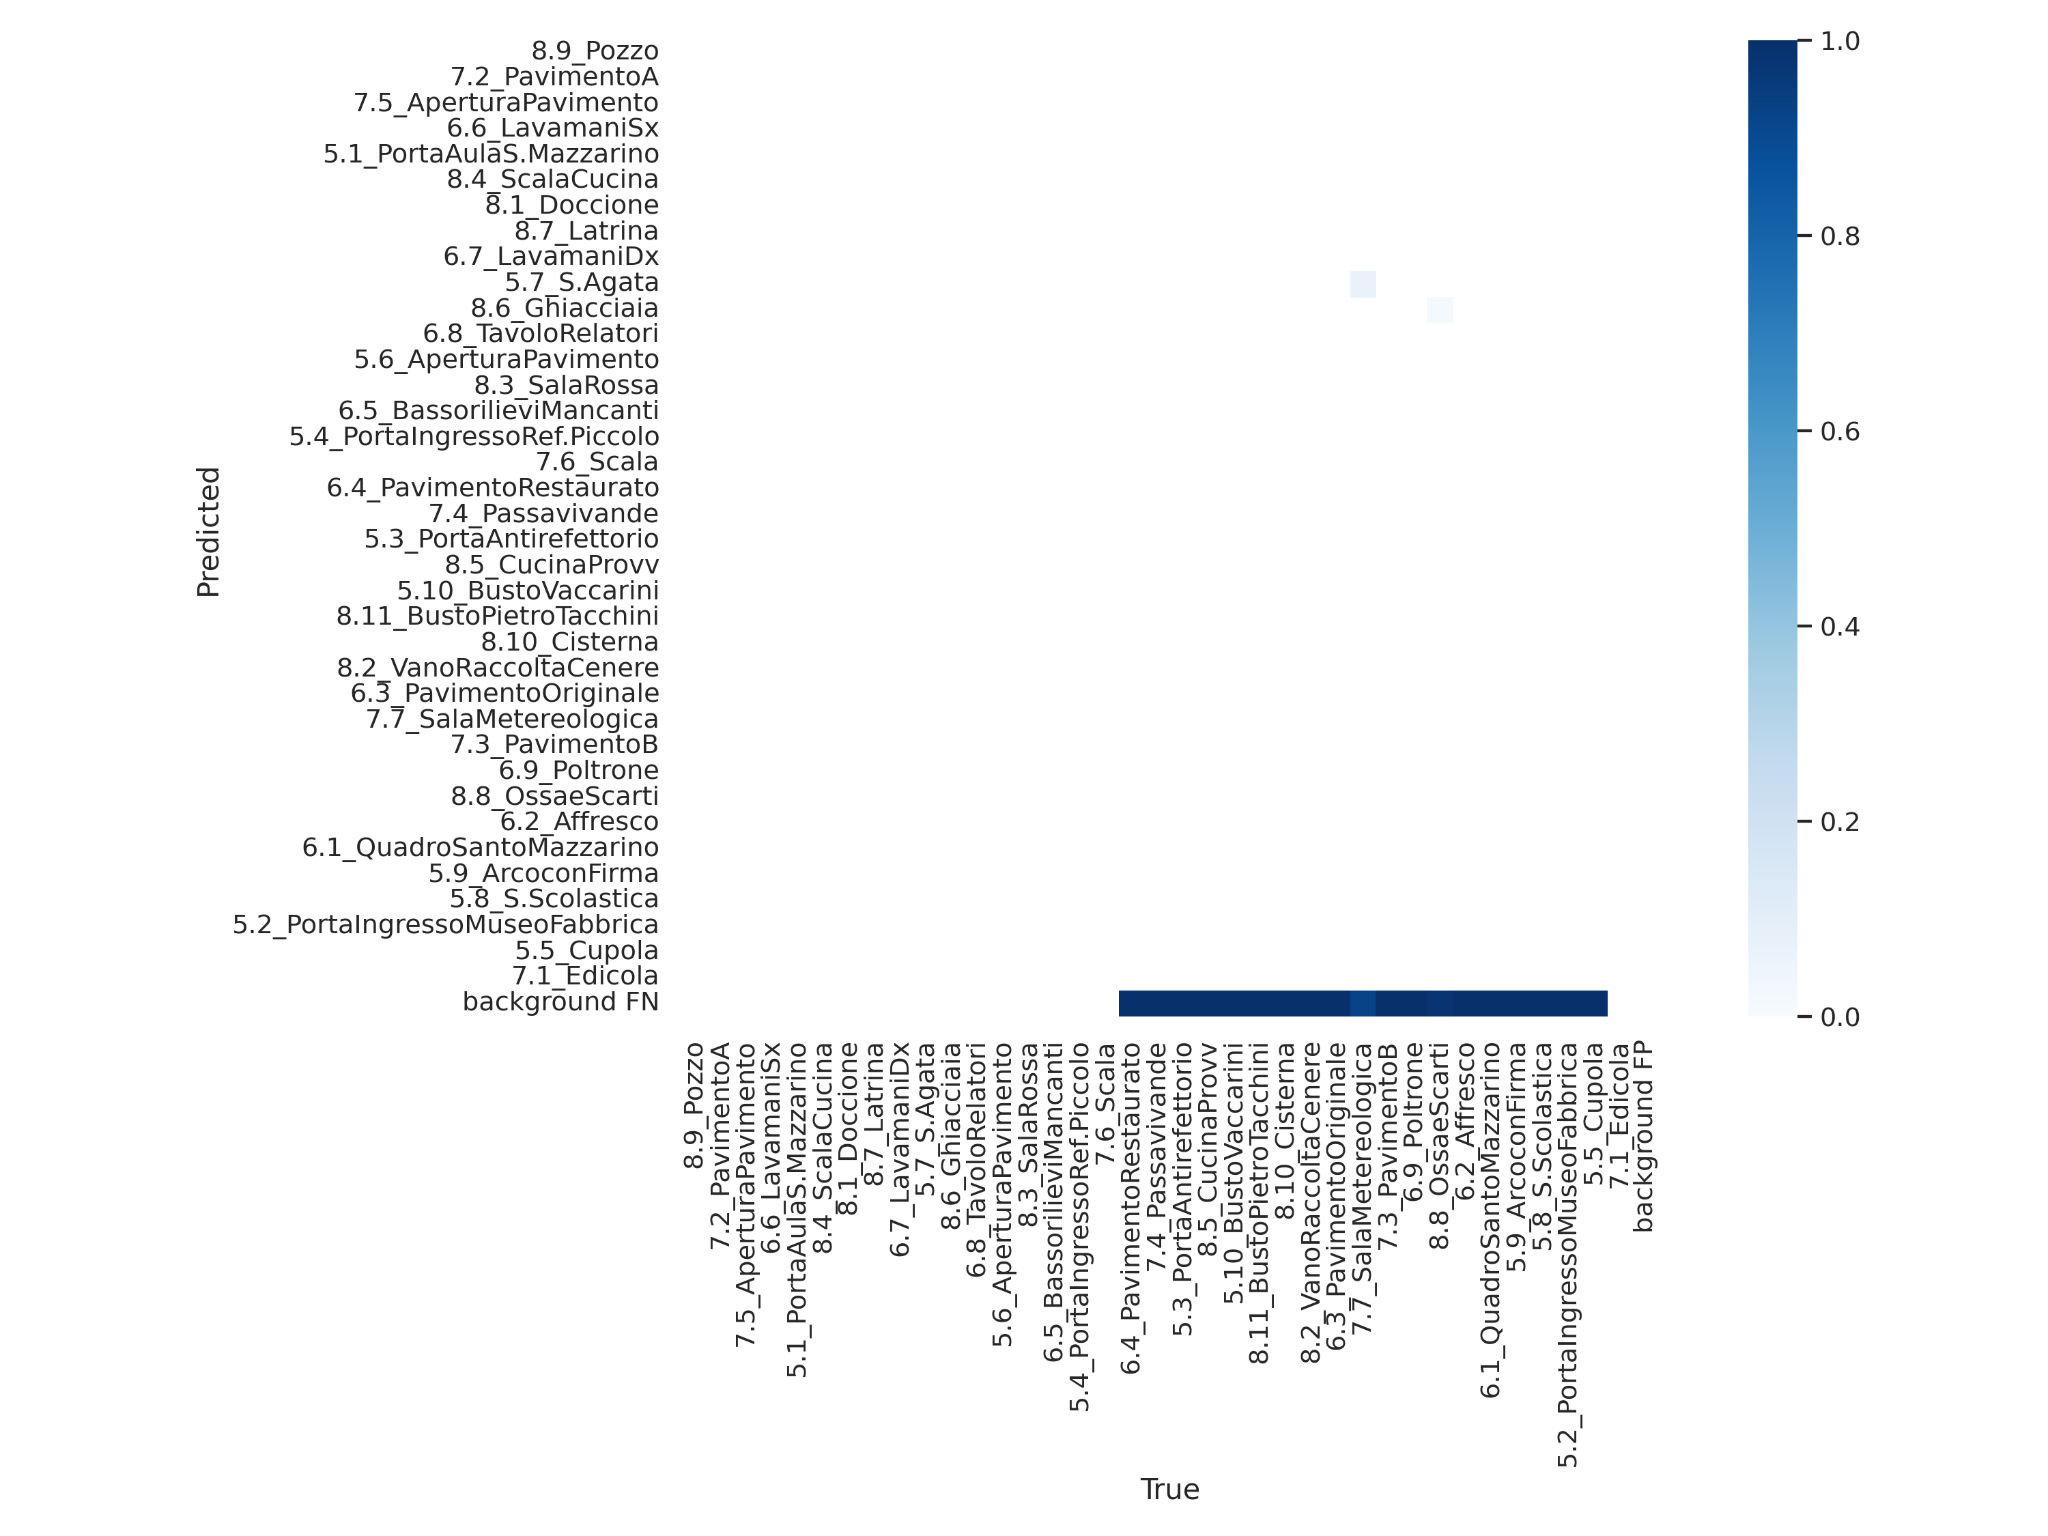 8.9_Pozzo
7.2_PavimentoA
7.5_AperturaPavimento
6.6_LavamaniSx
5.1_PortaAulaS.Mazzarino
8.4_ScalaCucina
8.1_Doccione
8.7_Latrina
6.7_LavamaniDx
5.7_S.Agata
8.6_Ghiacciaia
6.8_TavoloRelatori
5.6_AperturaPavimento
8.3_SalaRossa
6.5_BassorilieviMancanti
5.4_PortaIngressoRef.Piccolo
7.6_Scala
6.4_PavimentoRestaurato
7.4_Passavivande
5.3_PortaAntirefettorio
8.5_CucinaProvv
5.10_BustoVaccarini
8.11_BustoPietroTacchini
8.10_Cisterna
8.2_VanoRaccoltaCenere
6.3_PavimentoOriginale
7.7_SalaMetereologica
7.3_PavimentoB
6.9_Poltrone
8.8_OssaeScarti
6.2_Affresco
6.1_QuadroSantoMazzarino
5.9_ArcoconFirma
5.8_S.Scolastica
5.2_PortaIngressoMuseoFabbrica
5.5_Cupola
7.1_Edicola
background FN
Predicted
8.9_Pozzo
7.2_PavimentoA
7.5_AperturaPavimento
6.6_LavamaniSx
5.1_PortaAulaS.Mazzarino
8.4_ScalaCucina
8.1_Doccione
8.7_Latrina
6.7_LavamaniDx
5.7_S.Agata
8.6_Ghiacciaia
6.8_TavoloRelatori
5.6_AperturaPavimento
8.3_SalaRossa
6.5_BassorilieviMancanti
5.4_PortaIngressoRef.Piccolo
7.6_Scala
6.4_PavimentoRestaurato
7.4_Passavivande
5.3_PortaAntirefettorio
8.5_CucinaProvv
5.10_BustoVaccarini
8.11_BustoPietroTacchini
8.10_Cisterna
8.2_VanoRaccoltaCenere
6.3_PavimentoOriginale
7.7_SalaMetereologica
7.3_PavimentoB
6.9_Poltrone
8.8_OssaeScarti
6.2_Affresco
6.1_QuadroSantoMazzarino
5.9_ArcoconFirma
5.8_S.Scolastica
5.2_PortaIngressoMuseoFabbrica
5.5_Cupola
7.1_Edicola
background FP
True
1.0
0.8
0.6
0.4
0.2
0.0